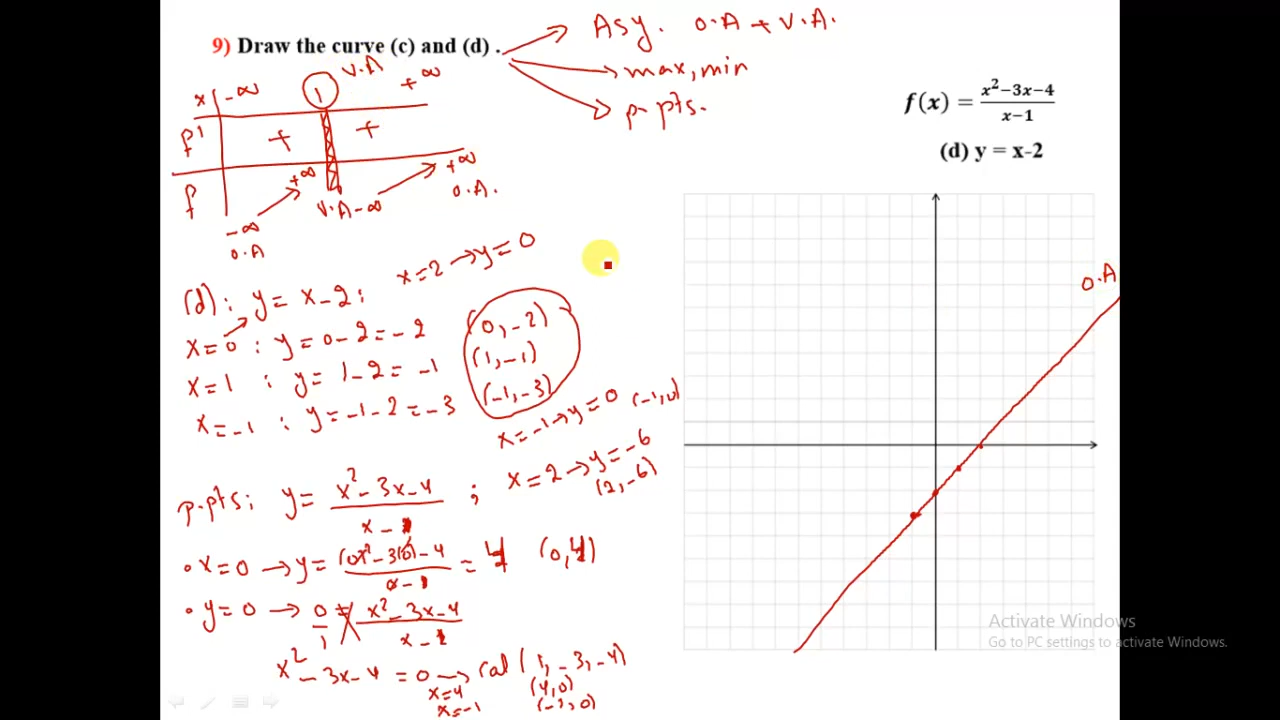 9) Draw the curve (c) and (d) .
Asy. O.A + V.A.
max, min
p. pts.
f(x) = x²−3x−4 / x−1
(d) y = x-2
V.A
x -∞ 1 +∞
f' + +
f
-∞ +∞ -∞ +∞
O.A V.A O.A.
x=2 → y = 0
(d): y = x-2:
x=0 : y = 0-2 = -2 (0,-2)
x=1 : y = 1-2 = -1 (1,-1)
x=-1 : y = -1-2 = -3 (-1,-3)
x=-1 → y = 0 (-1,0)
x=2 → y = -6
(2,-6)
p.pts: y = x²-3x-4 / x-1 ;
• x=0 → y = (0)²-3(0)-4 / 0-1 = 4 (0,4)
• y=0 → 0/1 = x²-3x-4 / x-1
x²-3x-4 = 0 → cal (1,-3,-4)
x=4 (4,0)
x=-1 (-1,0)
O.A
Activate Windows
Go to PC settings to activate Windows.